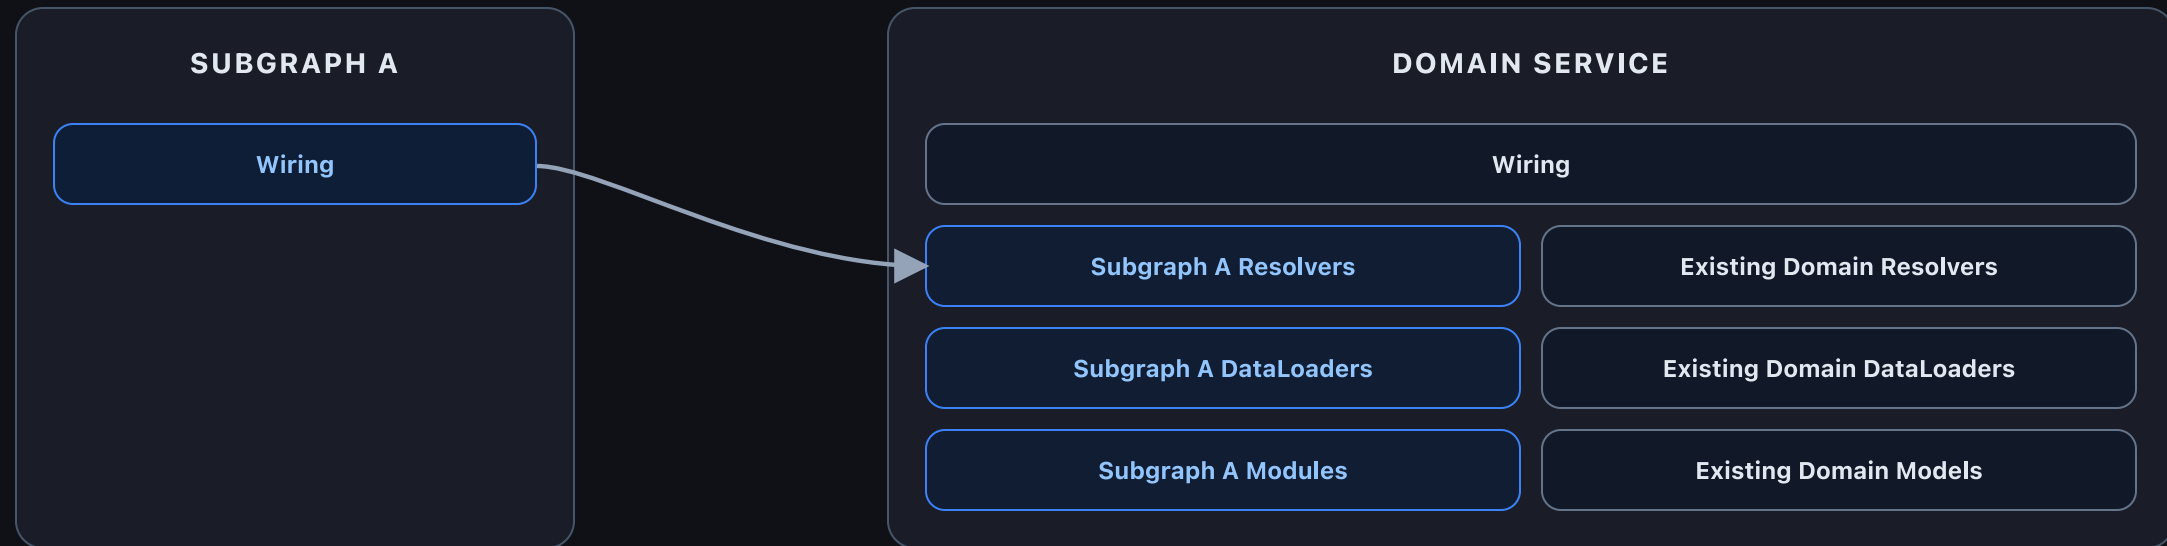 SUBGRAPH A
Wiring
DOMAIN SERVICE
Wiring
Subgraph A Resolvers
Existing Domain Resolvers
Subgraph A DataLoaders
Existing Domain DataLoaders
Subgraph A Modules
Existing Domain Models